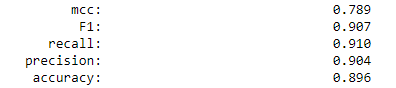 mcc: 0.789
F1: 0.907
recall: 0.910
precision: 0.904
accuracy: 0.896